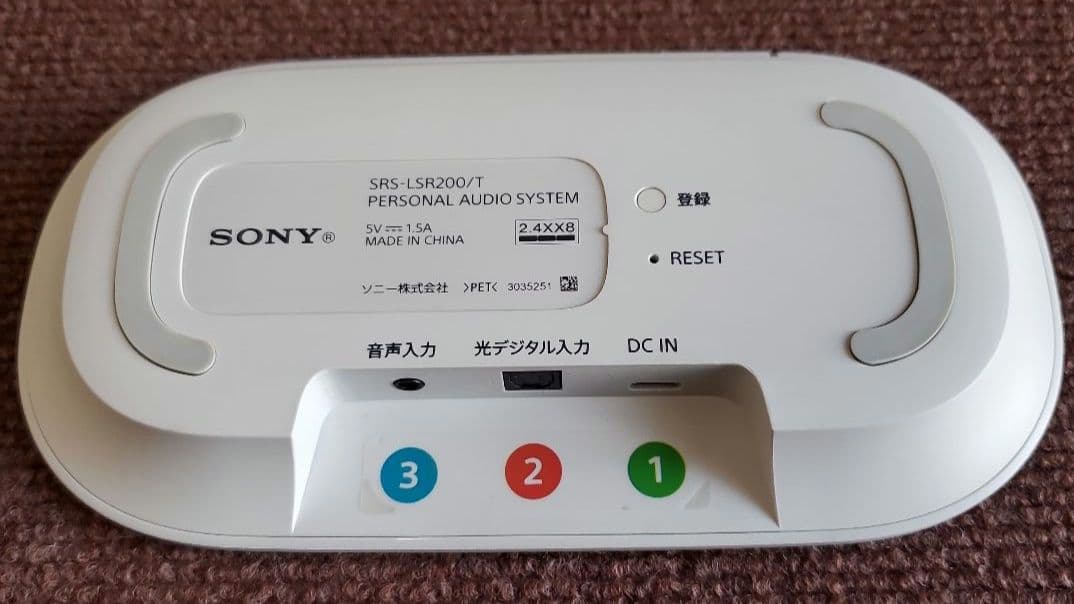 SRS-LSR200/T
PERSONAL AUDIO SYSTEM
SONY®
5V⎓1.5A
MADE IN CHINA
2.4XX8
ソニー株式会社 >PET< 3035251
登録
RESET
音声入力 光デジタル入力 DC IN
3 2 1